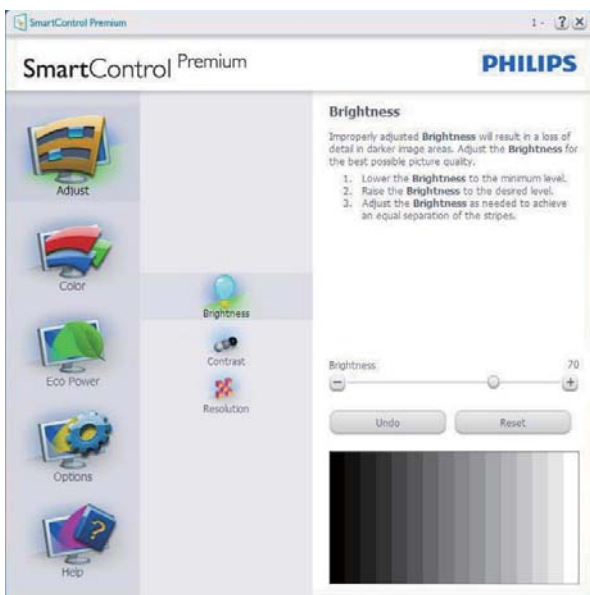 SmartControl Premium
1 - ? X
SmartControl Premium
PHILIPS
Adjust
Color
Eco Power
Options
Help
Brightness
Contrast
Resolution
Brightness
Improperly adjusted Brightness will result in a loss of
detail in darker image areas. Adjust the Brightness for
the best possible picture quality.
1. Lower the Brightness to the minimum level.
2. Raise the Brightness to the desired level.
3. Adjust the Brightness as needed to achieve
an equal separation of the stripes.
Brightness 70
Undo Reset